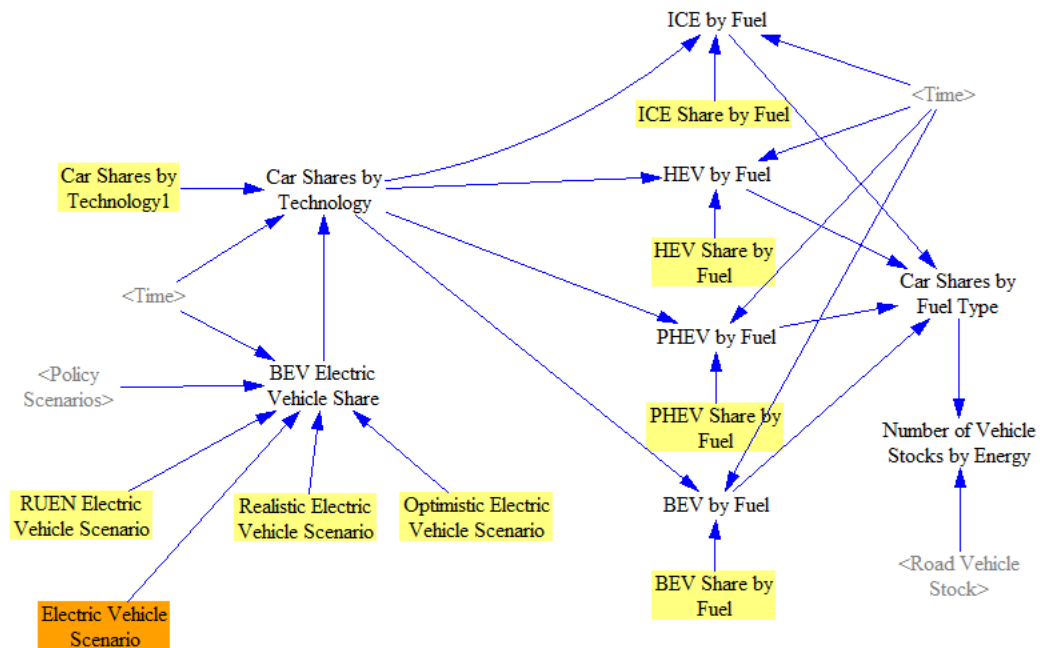 ICE by Fuel
<Time>
ICE Share by Fuel
Car Shares by
Technology1
Car Shares by
Technology
HEV by Fuel
HEV Share by
Fuel
<Time>
Car Shares by
Fuel Type
PHEV by Fuel
<Policy
Scenarios>
BEV Electric
Vehicle Share
PHEV Share by
Fuel
Number of Vehicle
Stocks by Energy
RUEN Electric
Vehicle Scenario
Realistic Electric
Vehicle Scenario
Optimistic Electric
Vehicle Scenario
BEV by Fuel
<Road Vehicle
Stock>
BEV Share by
Fuel
Electric Vehicle
Scenario